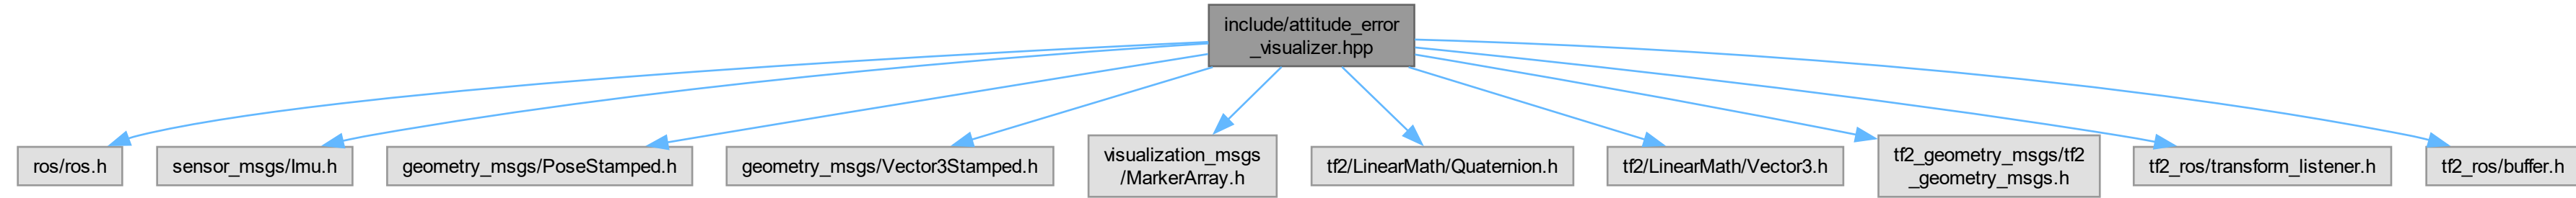 include/attitude_error
_visualizer.hpp
ros/ros.h
sensor_msgs/Imu.h
geometry_msgs/PoseStamped.h
geometry_msgs/Vector3Stamped.h
visualization_msgs
/MarkerArray.h
tf2/LinearMath/Quaternion.h
tf2/LinearMath/Vector3.h
tf2_geometry_msgs/tf2
_geometry_msgs.h
tf2_ros/transform_listener.h
tf2_ros/buffer.h